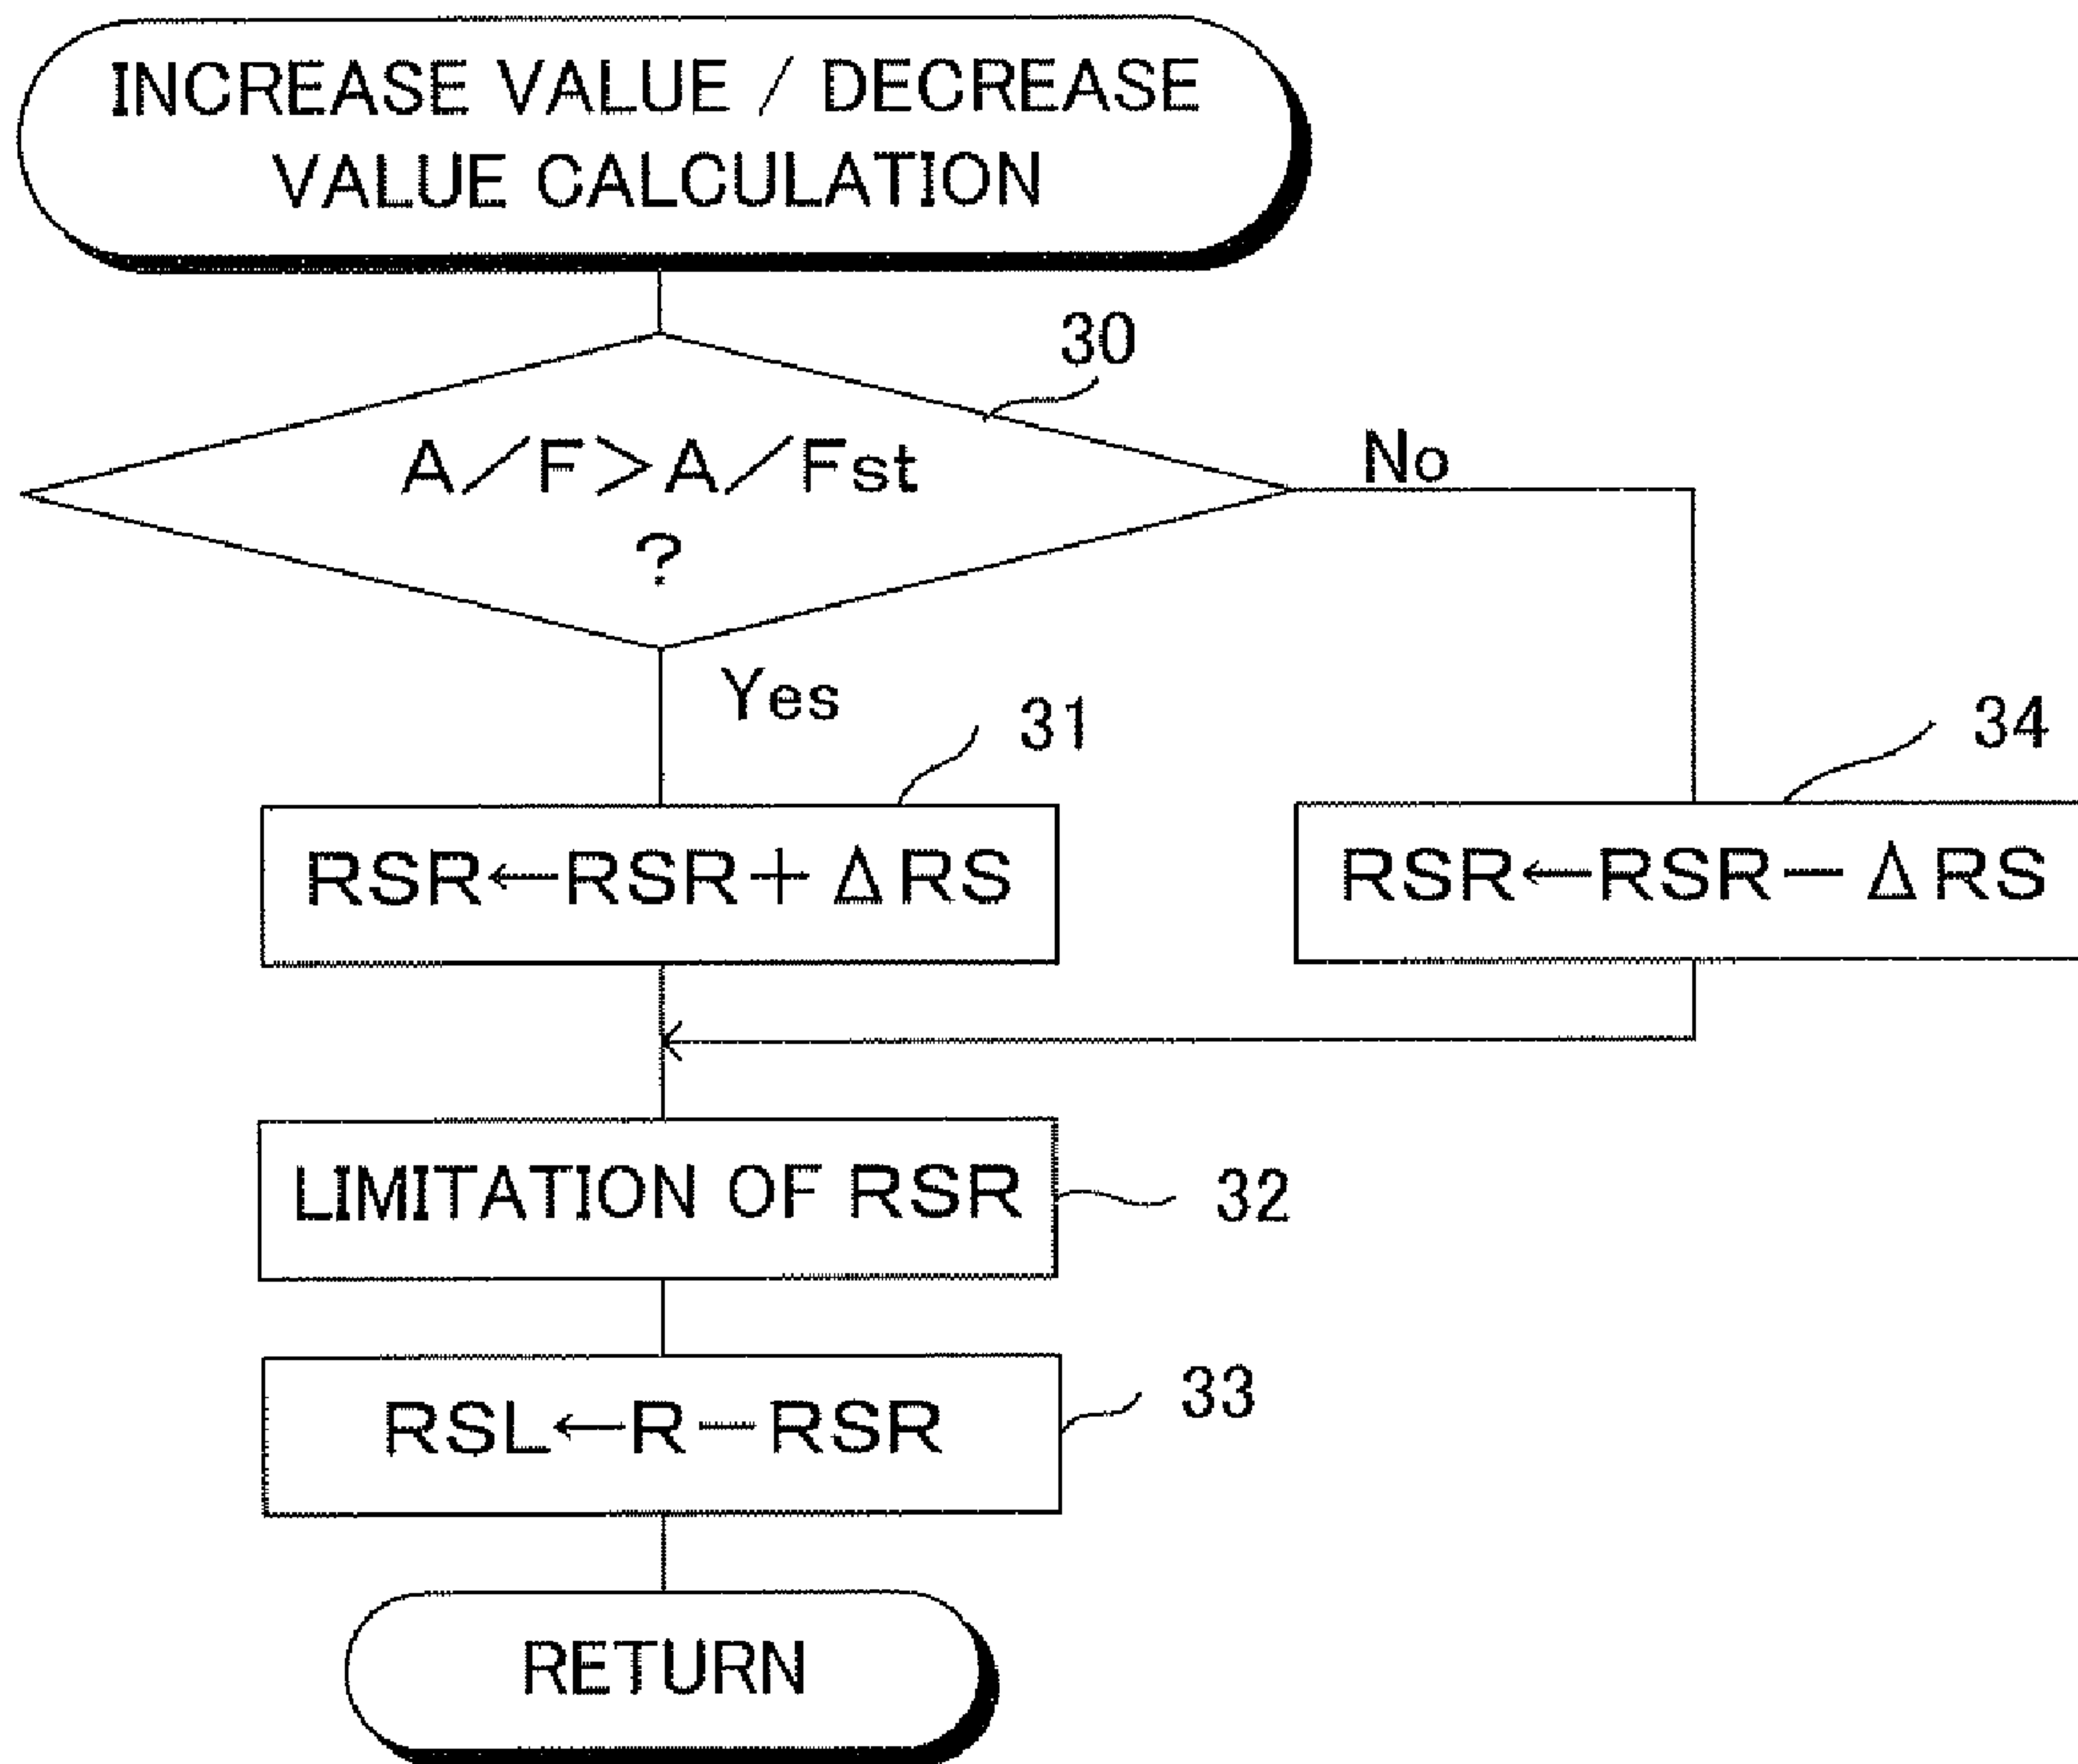 INCREASE VALUE / DECREASE
VALUE CALCULATION
30
A/F>A/Fst
?
No
Yes
31
34
RSR←RSR+ΔRS
RSR←RSR−ΔRS
LIMITATION OF RSR
32
RSL←R−RSR
33
RETURN